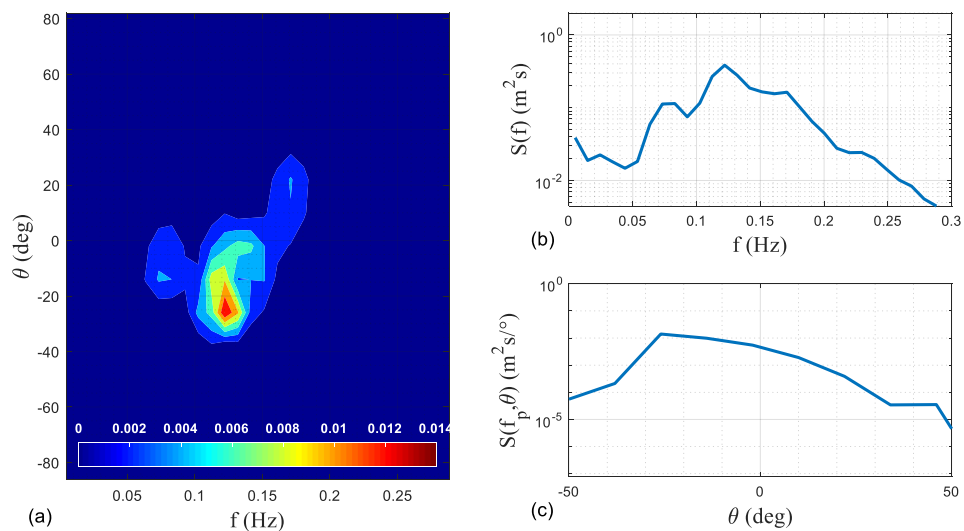 80
60
40
20
0
-20
-40
-60
-80
θ (deg)
0 0.002 0.004 0.006 0.008 0.01 0.012 0.014
0.05 0.1 0.15 0.2 0.25
f (Hz)
(a)
10^0
10^-2
S(f) (m^2 s)
0 0.05 0.1 0.15 0.2 0.25 0.3
f (Hz)
(b)
10^0
10^-5
S(f_p,θ) (m^2 s/°)
-50 0 50
θ (deg)
(c)